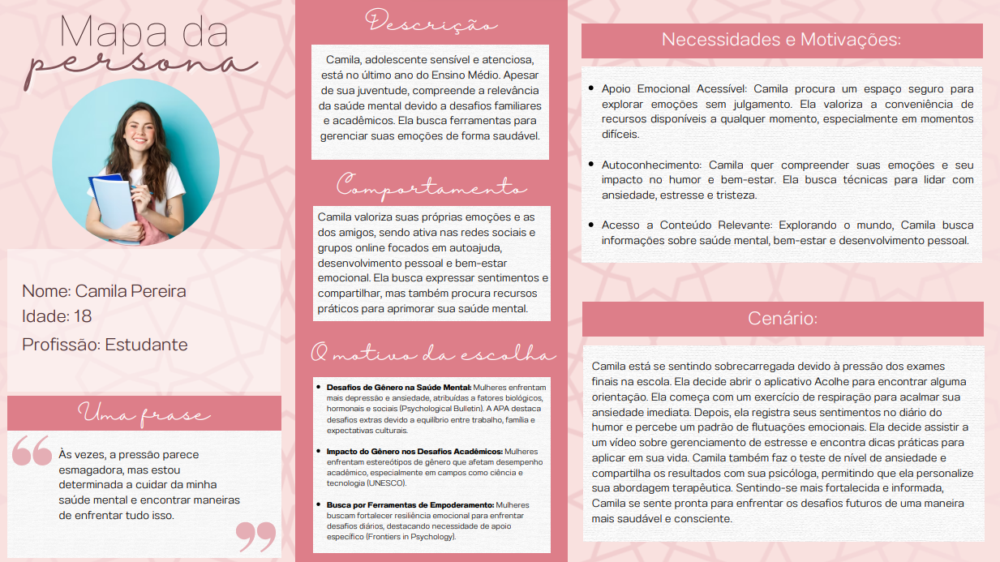 Mapa da
persona
Nome: Camila Pereira
Idade: 18
Profissão: Estudante
Uma frase
Às vezes, a pressão parece
esmagadora, mas estou
determinada a cuidar da minha
saúde mental e encontrar maneiras
de enfrentar tudo isso.
Descrição
Camila, adolescente sensível e atenciosa,
está no último ano do Ensino Médio. Apesar
de sua juventude, compreende a relevância
da saúde mental devido a desafios familiares
e acadêmicos. Ela busca ferramentas para
gerenciar suas emoções de forma saudável.
Comportamento
Camila valoriza suas próprias emoções e as
dos amigos, sendo ativa nas redes sociais e
grupos online focados em autoajuda,
desenvolvimento pessoal e bem-estar
emocional. Ela busca expressar sentimentos e
compartilhar, mas também procura recursos
práticos para aprimorar sua saúde mental.
O motivo da escolha
• Desafios de Gênero na Saúde Mental: Mulheres enfrentam
mais depressão e ansiedade, atribuídas a fatores biológicos,
hormonais e sociais (Psychological Bulletin). A APA destaca
desafios extras devido a equilíbrio entre trabalho, família e
expectativas culturais.
• Impacto do Gênero nos Desafios Acadêmicos: Mulheres
enfrentam estereótipos de gênero que afetam desempenho
acadêmico, especialmente em campos como ciência e
tecnologia (UNESCO).
• Busca por Ferramentas de Empoderamento: Mulheres
buscam fortalecer resiliência emocional para enfrentar
desafios diários, destacando necessidade de apoio
específico (Frontiers in Psychology).
Necessidades e Motivações:
• Apoio Emocional Acessível: Camila procura um espaço seguro para
explorar emoções sem julgamento. Ela valoriza a conveniência de
recursos disponíveis a qualquer momento, especialmente em momentos
difíceis.
• Autoconhecimento: Camila quer compreender suas emoções e seu
impacto no humor e bem-estar. Ela busca técnicas para lidar com
ansiedade, estresse e tristeza.
• Acesso a Conteúdo Relevante: Explorando o mundo, Camila busca
informações sobre saúde mental, bem-estar e desenvolvimento pessoal.
Cenário:
Camila está se sentindo sobrecarregada devido à pressão dos exames
finais na escola. Ela decide abrir o aplicativo Acolhe para encontrar alguma
orientação. Ela começa com um exercício de respiração para acalmar sua
ansiedade imediata. Depois, ela registra seus sentimentos no diário do
humor e percebe um padrão de flutuações emocionais. Ela decide assistir a
um vídeo sobre gerenciamento de estresse e encontra dicas práticas para
aplicar em sua vida. Camila também faz o teste de nível de ansiedade e
compartilha os resultados com sua psicóloga, permitindo que ela personalize
sua abordagem terapêutica. Sentindo-se mais fortalecida e informada,
Camila se sente pronta para enfrentar os desafios futuros de uma maneira
mais saudável e consciente.